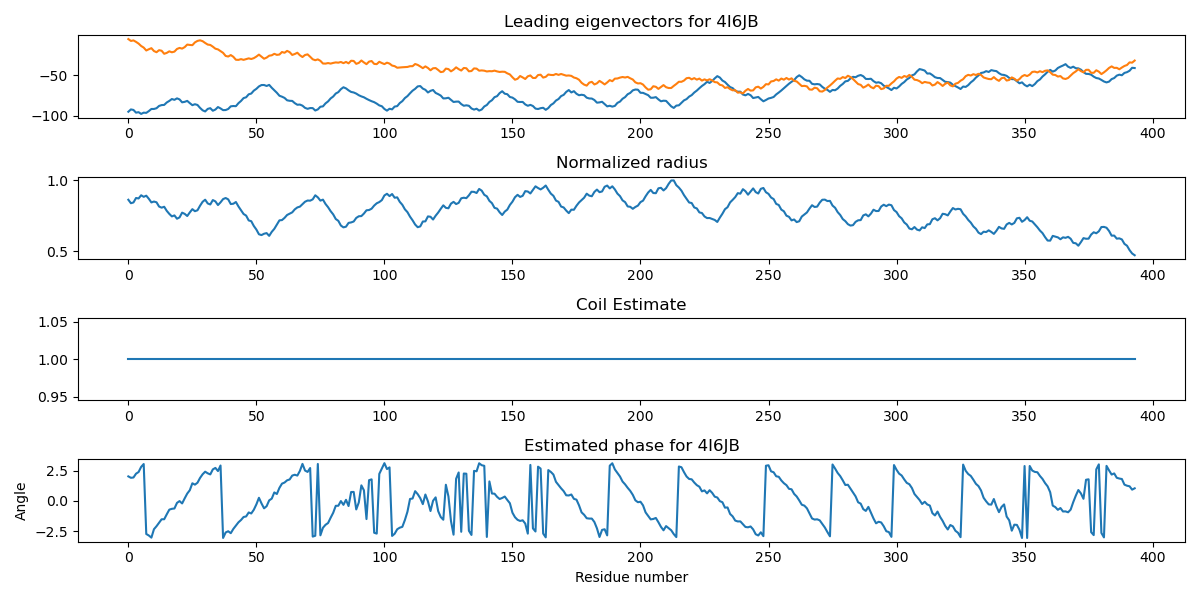 Leading eigenvectors for 4I6JB
−50
−100
0 50 100 150 200 250 300 350 400
Normalized radius
1.0
0.5
0 50 100 150 200 250 300 350 400
Coil Estimate
1.05
1.00
0.95
0 50 100 150 200 250 300 350 400
Estimated phase for 4I6JB
Angle
2.5
0.0
−2.5
0 50 100 150 200 250 300 350 400
Residue number